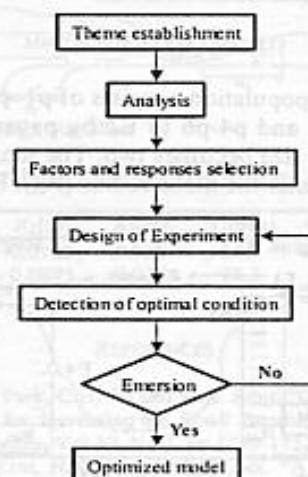 Theme establishment
Analysis
Factors and responses selection
Design of Experiment
Detection of optimal condition
Emersion
No
Yes
Optimized model